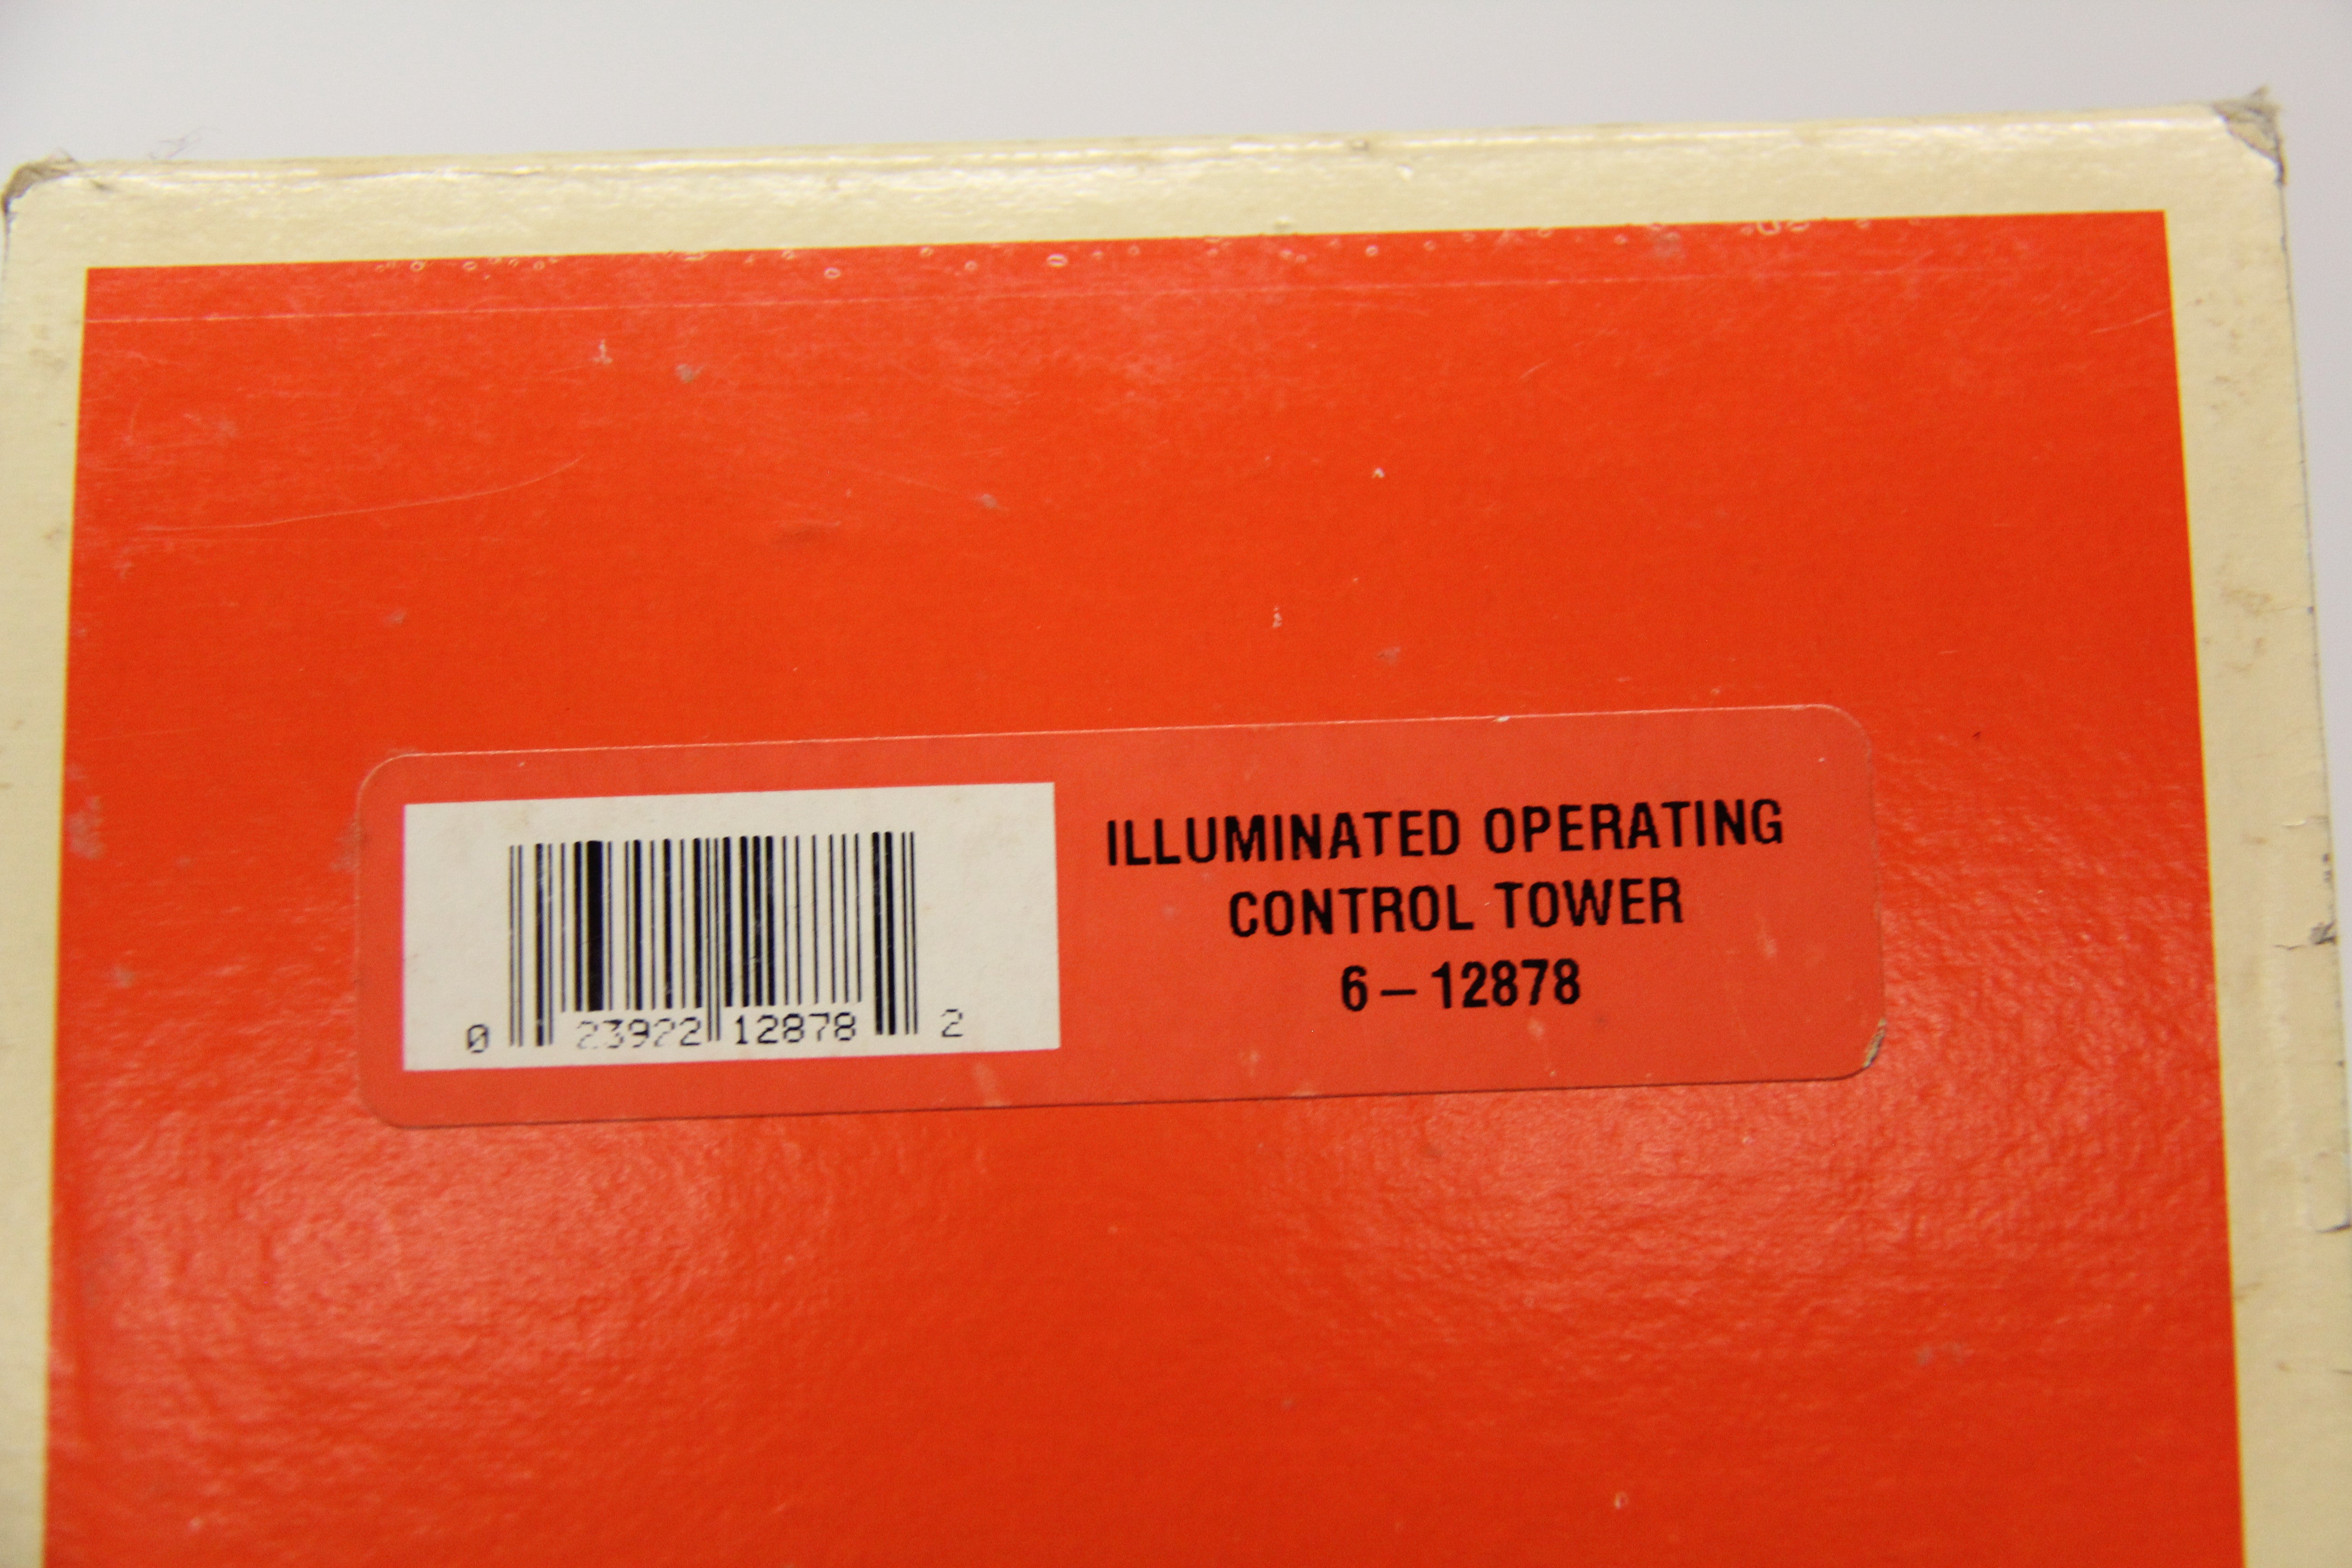 ILLUMINATED OPERATING
CONTROL TOWER
6–12878
0 23922 12878 2